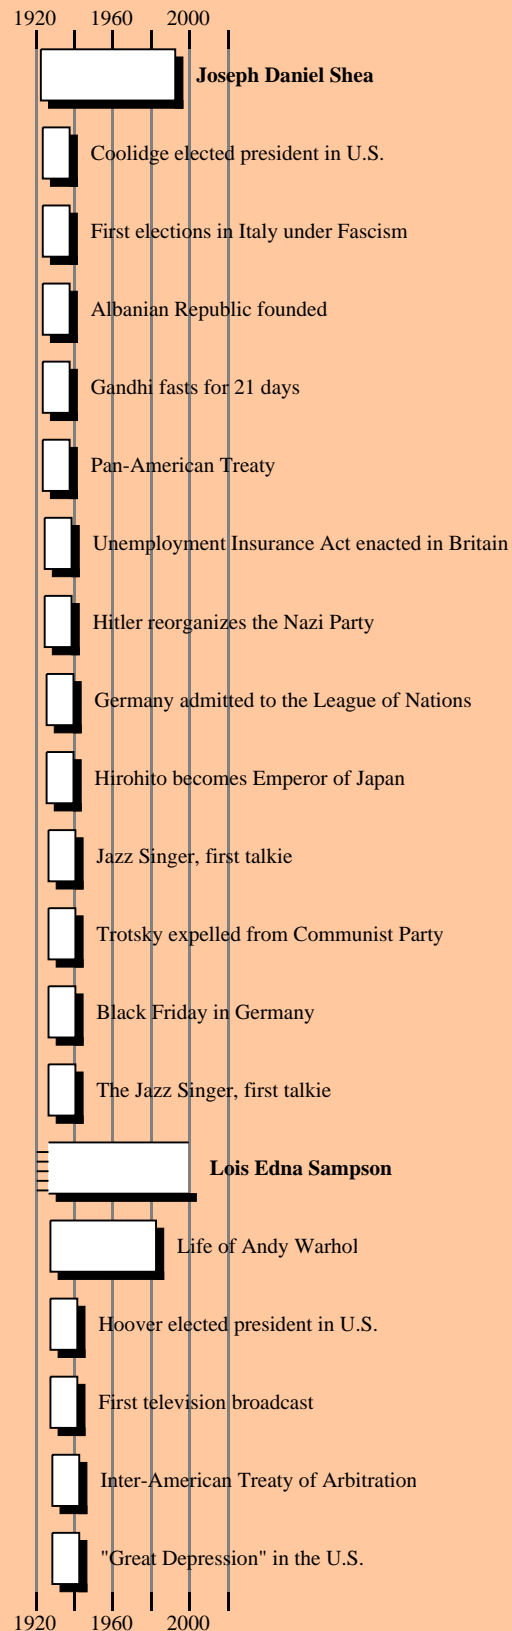 1920 1960 2000
Joseph Daniel Shea
Coolidge elected president in U.S.
First elections in Italy under Fascism
Albanian Republic founded
Gandhi fasts for 21 days
Pan-American Treaty
Unemployment Insurance Act enacted in Britain
Hitler reorganizes the Nazi Party
Germany admitted to the League of Nations
Hirohito becomes Emperor of Japan
Jazz Singer, first talkie
Trotsky expelled from Communist Party
Black Friday in Germany
The Jazz Singer, first talkie
Lois Edna Sampson
Life of Andy Warhol
Hoover elected president in U.S.
First television broadcast
Inter-American Treaty of Arbitration
"Great Depression" in the U.S.
1920 1960 2000